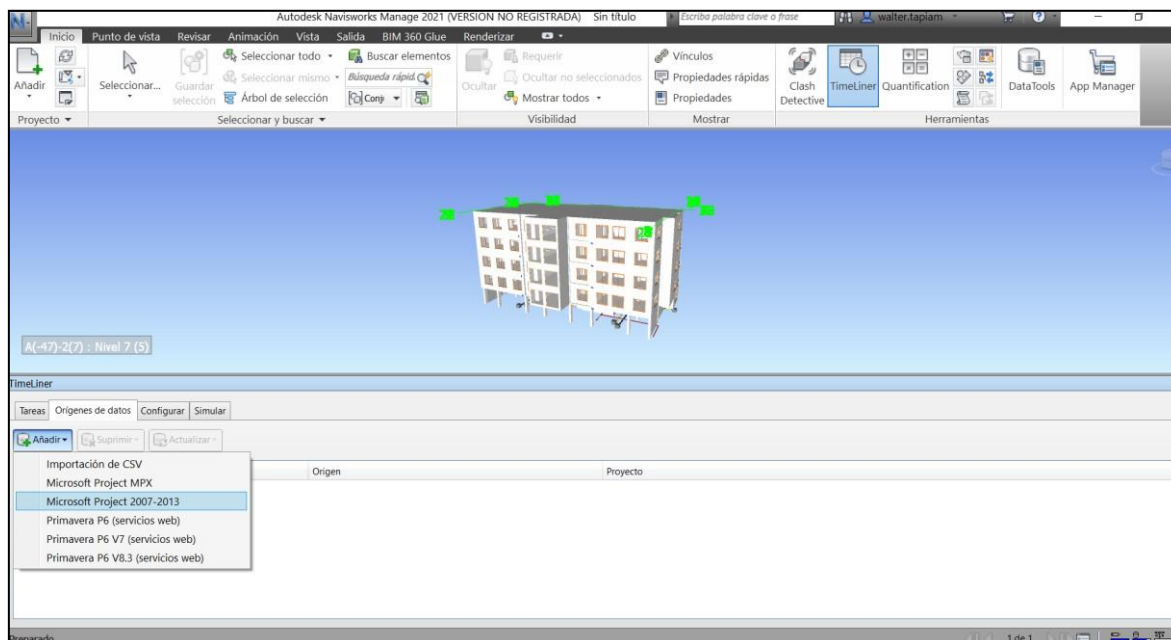 Autodesk Navisworks Manage 2021 (VERSION NO REGISTRADA) Sin título Escriba palabra clave o frase walter.tapiam
Inicio Punto de vista Revisar Animación Vista Salida BIM 360 Glue Renderizar
Añadir
Seleccionar...
Guardar selección
Seleccionar todo
Seleccionar mismo
Árbol de selección
Buscar elementos
Búsqueda rápid
Conj
Ocultar
Requerir
Ocultar no seleccionados
Mostrar todos
Vínculos
Propiedades rápidas
Propiedades
Clash Detective
TimeLiner
Quantification
DataTools
App Manager
Proyecto Seleccionar y buscar Visibilidad Mostrar Herramientas
A(-47)-2(7) : Nivel 7 (5)
TimeLiner
Tareas Orígenes de datos Configurar Simular
Añadir Suprimir Actualizar
Origen Proyecto
Importación de CSV
Microsoft Project MPX
Microsoft Project 2007-2013
Primavera P6 (servicios web)
Primavera P6 V7 (servicios web)
Primavera P6 V8.3 (servicios web)
Preparado 1 de 1